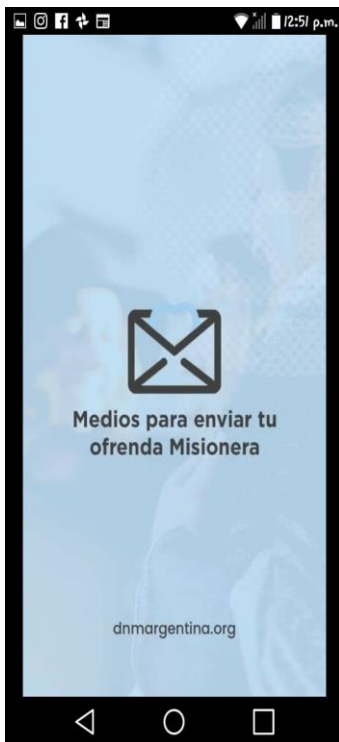 12:51 p.m.
Medios para enviar tu
ofrenda Misionera
dnmargentina.org